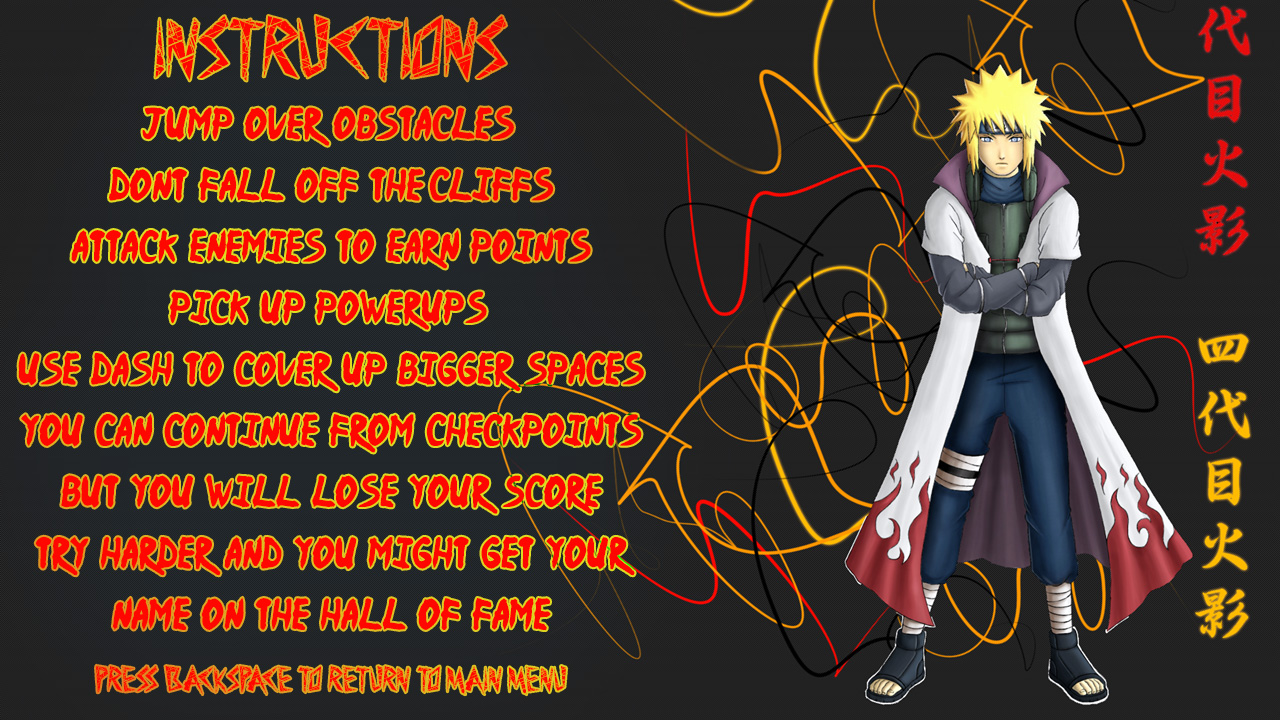 INSTRUCTIONS
JUMP OVER OBSTACLES
DONT FALL OFF THE CLIFFS
ATTACK ENEMIES TO EARN POINTS
PICK UP POWERUPS
USE DASH TO COVER UP BIGGER SPACES
YOU CAN CONTINUE FROM CHECKPOINTS
BUT YOU WILL LOSE YOUR SCORE
TRY HARDER AND YOU MIGHT GET YOUR
NAME ON THE HALL OF FAME
PRESS BACKSPACE TO RETURN TO MAIN MENU
代目火影
四代目火影